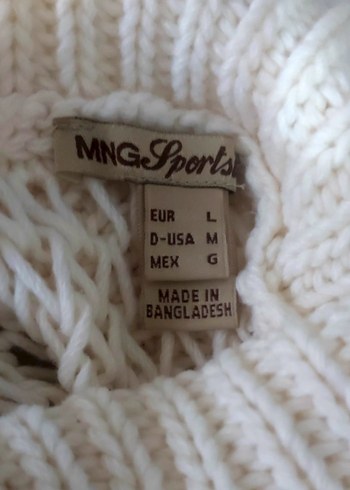 MNG Sports
EUR L
D-USA M
MEX G
MADE IN
BANGLADESH